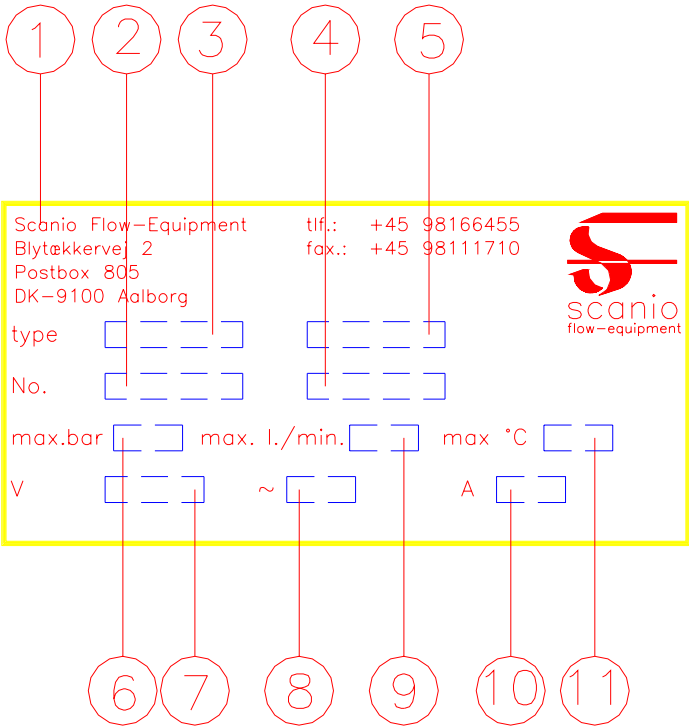 1 2 3 4 5
Scanio Flow-Equipment tlf.: +45 98166455
Blytækkervej 2 fax.: +45 98111710
Postbox 805
DK-9100 Aalborg
scanio
flow-equipment
type
No.
max.bar max. l./min. max °C
V ~ A
6 7 8 9 10 11